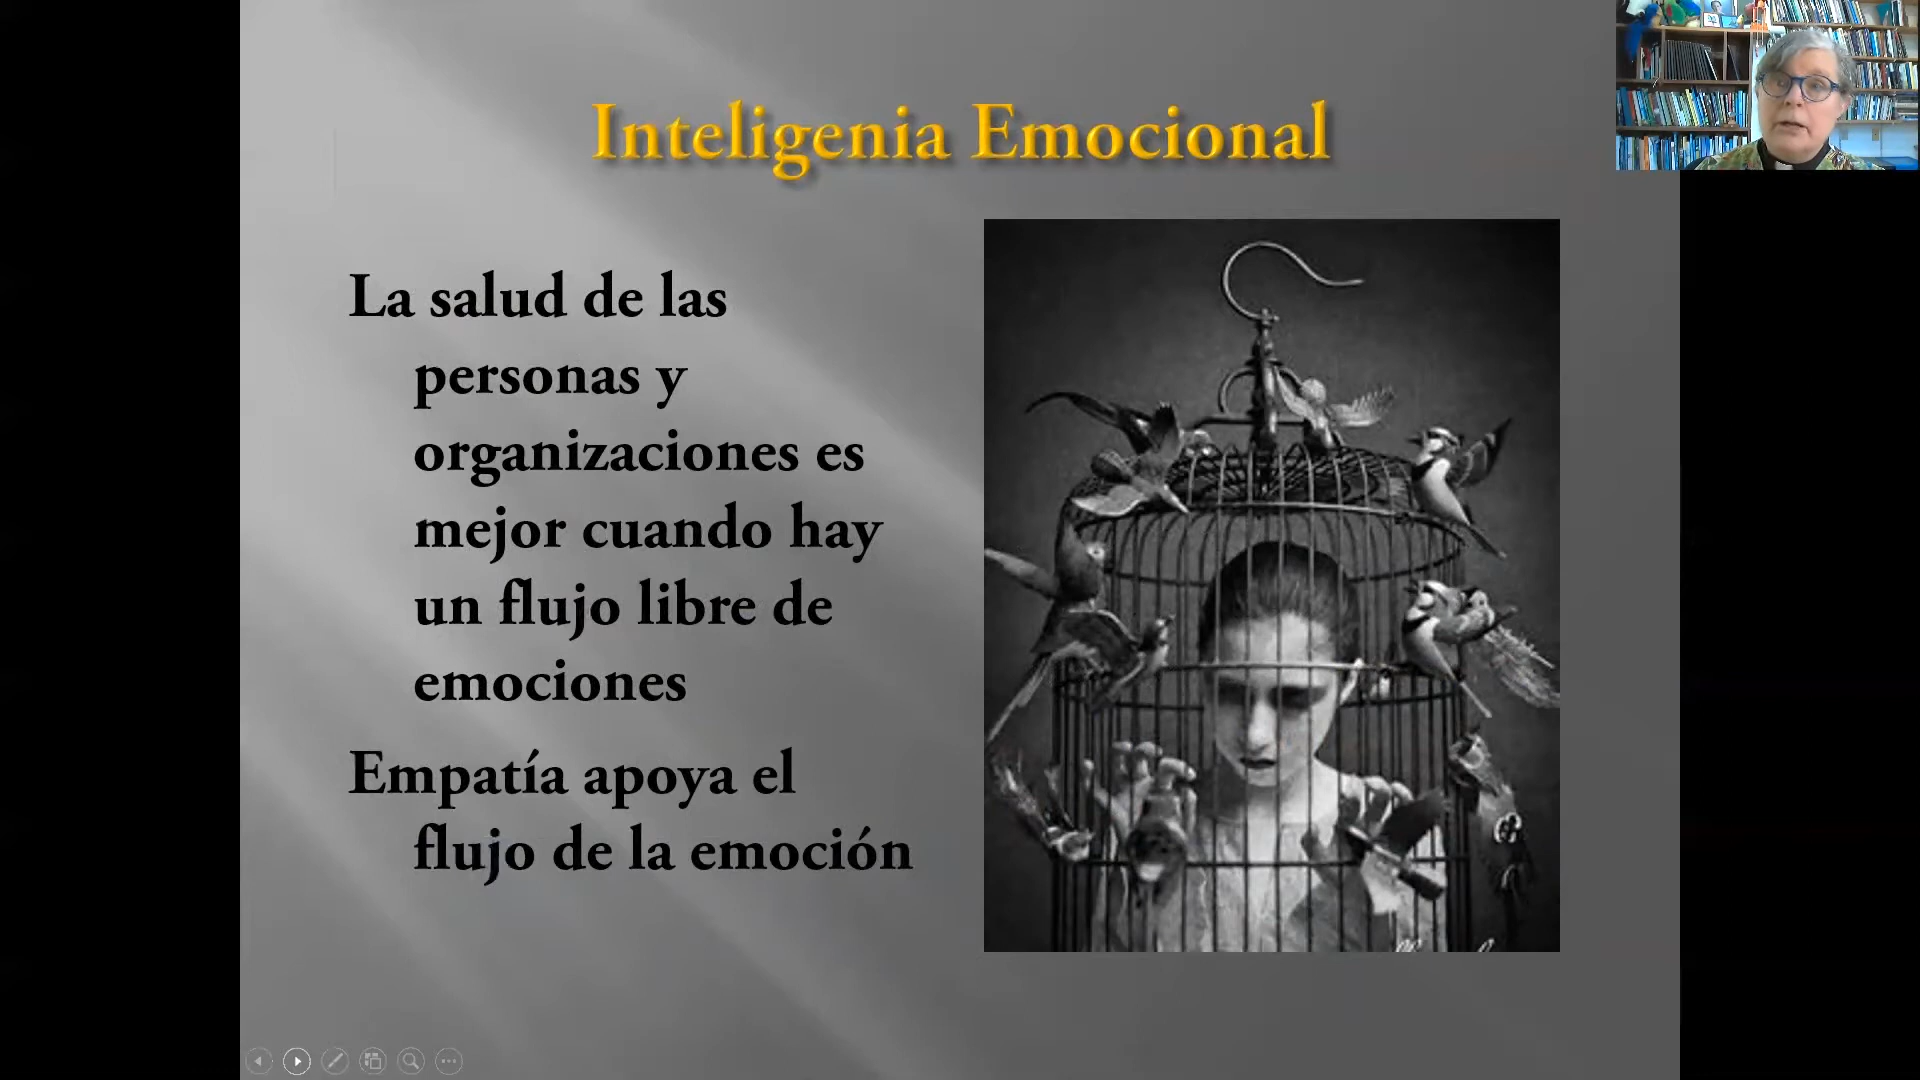 Inteligenia Emocional
La salud de las
personas y
organizaciones es
mejor cuando hay
un flujo libre de
emociones
Empatía apoya el
flujo de la emoción